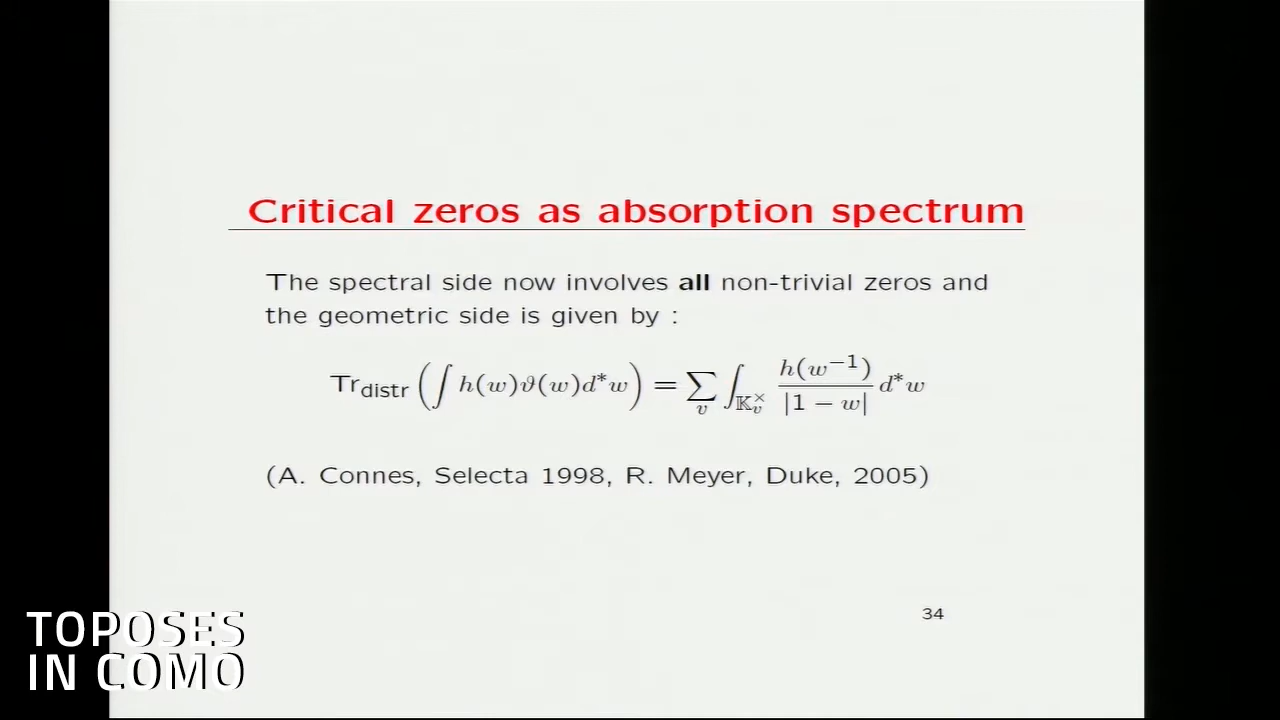 Critical zeros as absorption spectrum
The spectral side now involves all non-trivial zeros and
the geometric side is given by :
Tr_distr ( ∫ h(w)ϑ(w)d*w ) = ∑_v ∫_{𝕂_v^×} h(w^{-1}) / |1 − w| d*w
(A. Connes, Selecta 1998, R. Meyer, Duke, 2005)
34
TOPOSES
IN COMO